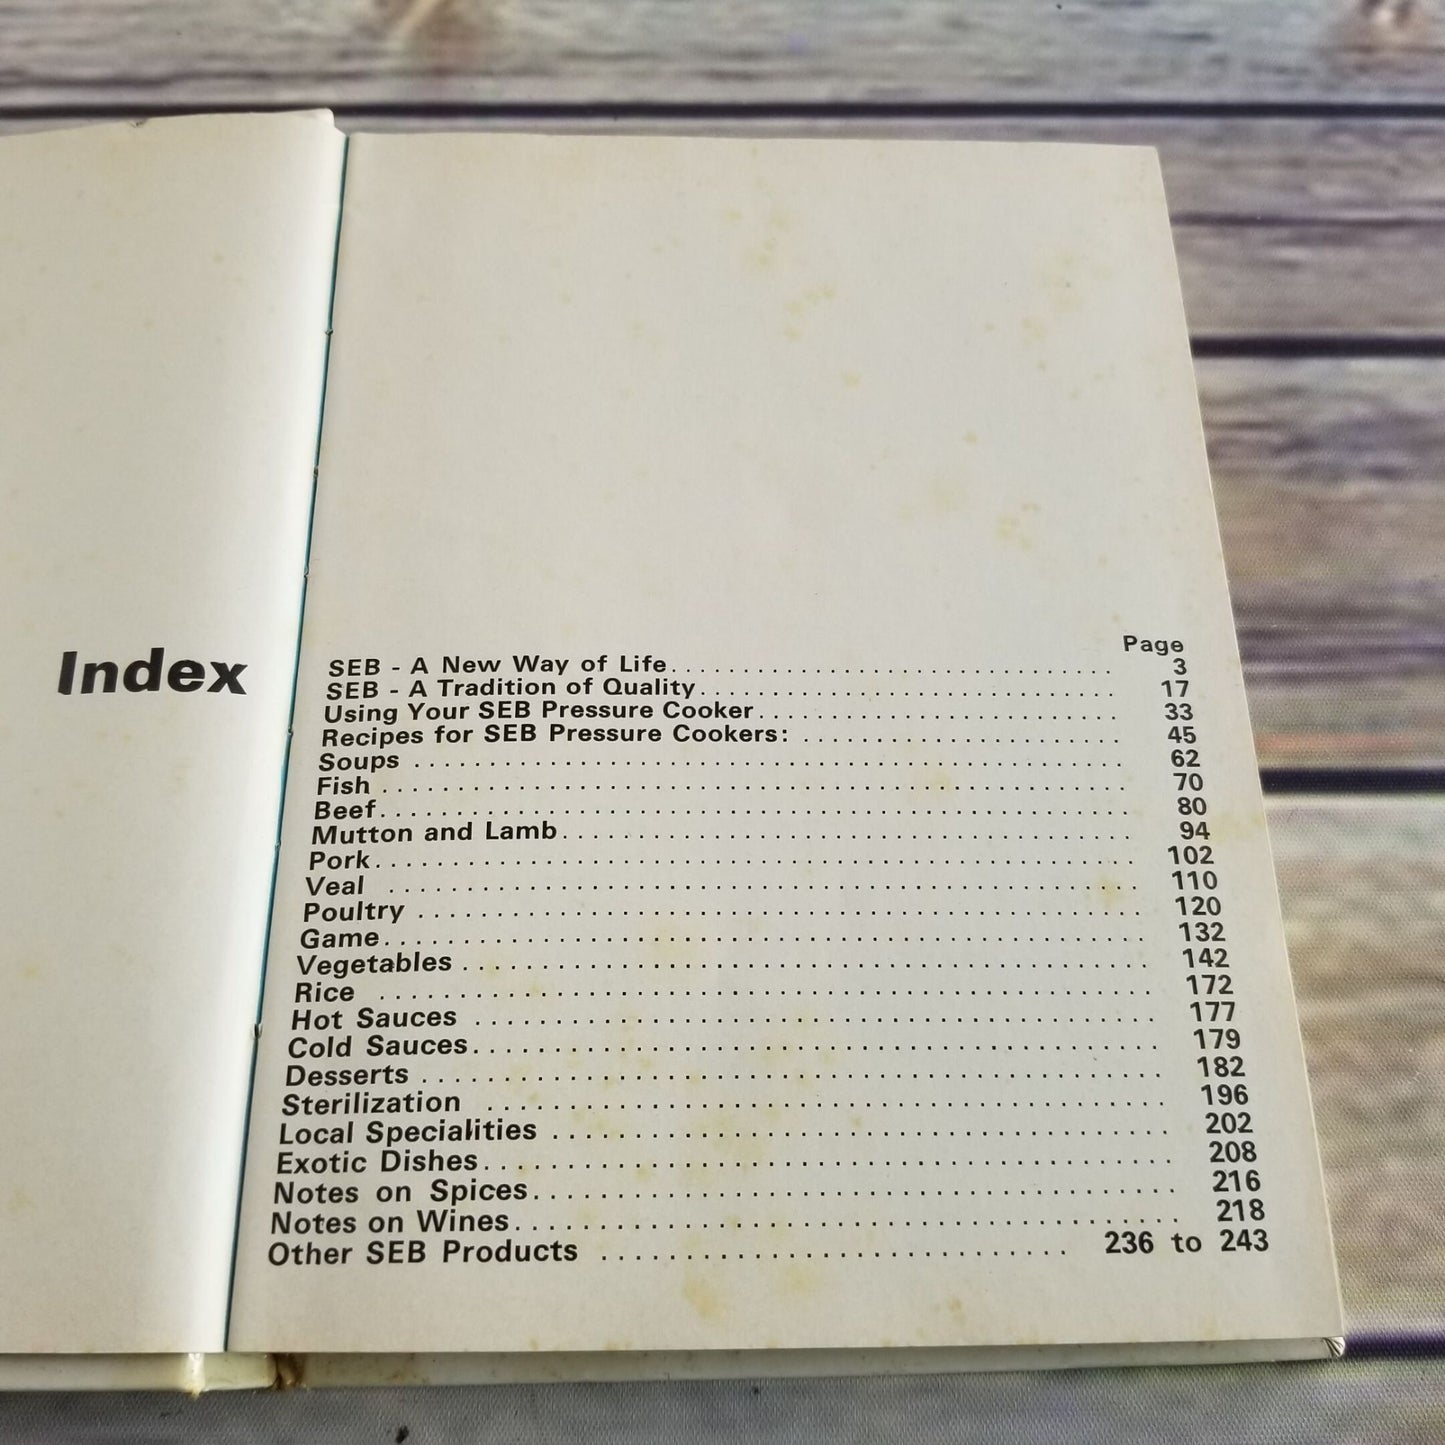 Index
Page
SEB - A New Way of Life.............................. 3
SEB - A Tradition of Quality............................ 17
Using Your SEB Pressure Cooker........................ 33
Recipes for SEB Pressure Cookers: ..................... 45
Soups .............................................. 62
Fish ................................................ 70
Beef................................................ 80
Mutton and Lamb..................................... 94
Pork................................................ 102
Veal ............................................... 110
Poultry ............................................. 120
Game............................................... 132
Vegetables .......................................... 142
Rice ............................................... 172
Hot Sauces .......................................... 177
Cold Sauces.......................................... 179
Desserts ............................................ 182
Sterilization ......................................... 196
Local Specialities ..................................... 202
Exotic Dishes......................................... 208
Notes on Spices....................................... 216
Notes on Wines....................................... 218
Other SEB Products ............................ 236 to 243